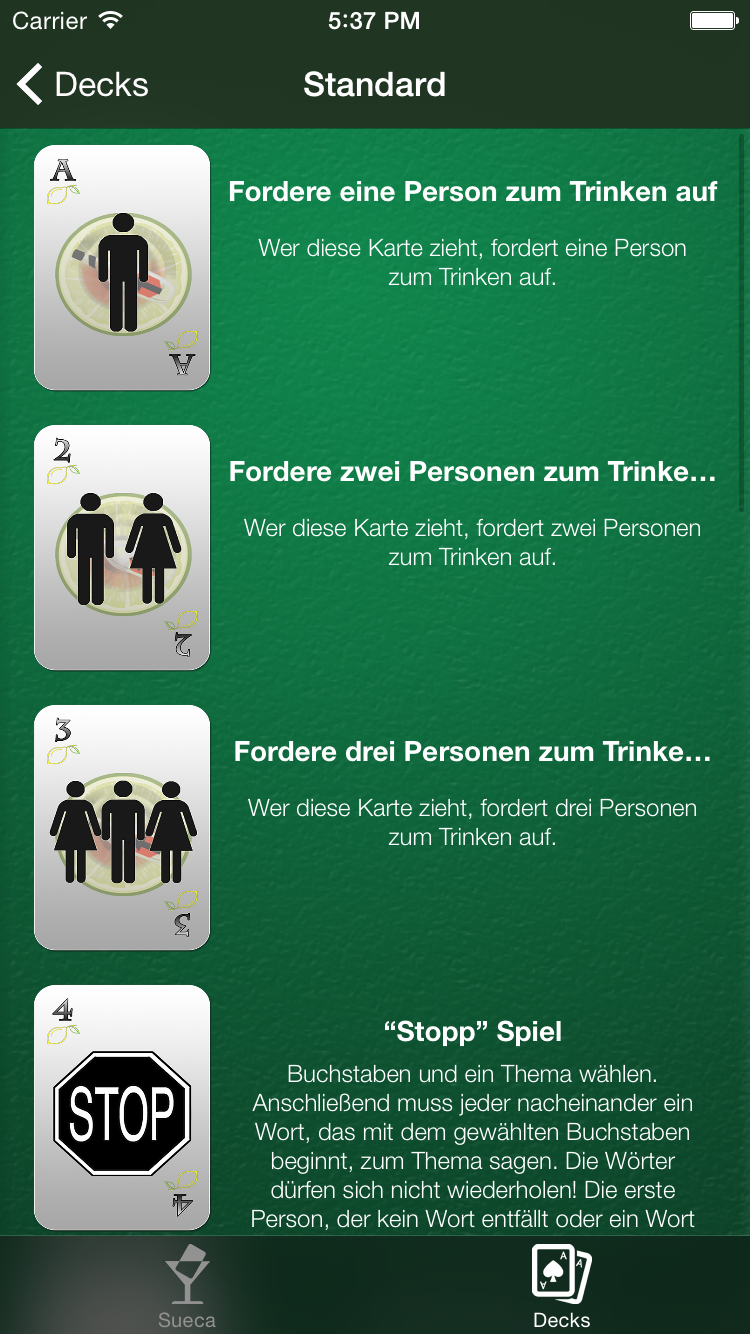 Carrier 5:37 PM
Decks Standard
A
Fordere eine Person zum Trinken auf
Wer diese Karte zieht, fordert eine Person
zum Trinken auf.
A
2
Fordere zwei Personen zum Trinke...
Wer diese Karte zieht, fordert zwei Personen
zum Trinken auf.
2
3
Fordere drei Personen zum Trinke...
Wer diese Karte zieht, fordert drei Personen
zum Trinken auf.
3
4
STOP
“Stopp” Spiel
Buchstaben und ein Thema wählen.
Anschließend muss jeder nacheinander ein
Wort, das mit dem gewählten Buchstaben
beginnt, zum Thema sagen. Die Wörter
dürfen sich nicht wiederholen! Die erste
Person, der kein Wort entfällt oder ein Wort
4
A
A
A
Sueca Decks